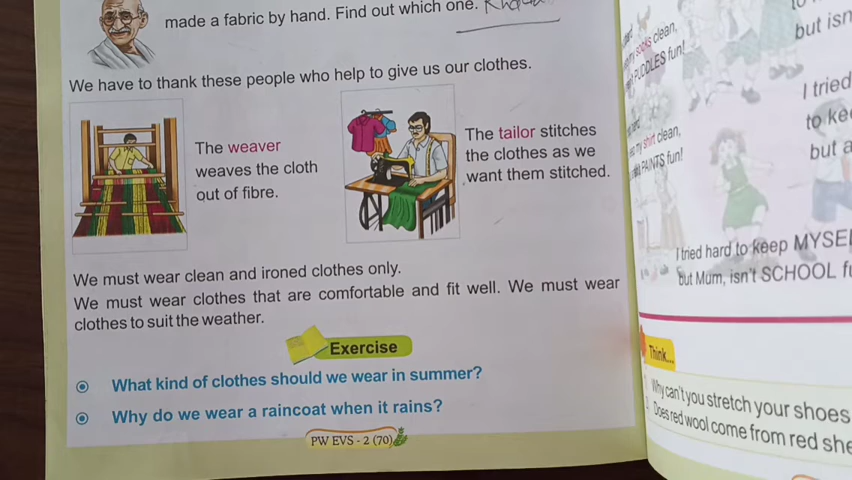 made a fabric by hand. Find out which one.
We have to thank these people who help to give us our clothes.
The weaver
weaves the cloth
out of fibre.
The tailor stitches
the clothes as we
want them stitched.
We must wear clean and ironed clothes only.
We must wear clothes that are comfortable and fit well. We must wear
clothes to suit the weather.
Exercise
What kind of clothes should we wear in summer?
Why do we wear a raincoat when it rains?
PW EVS - 2 (70)
but isn
my socks clean,
PUDDLES fun!
I tried
to ke
but a
my shirt clean,
PAINTS fun!
I tried hard to keep MYSE
but Mum, isn't SCHOOL f
Think...
Why can't you stretch your shoes
Does red wool come from red she